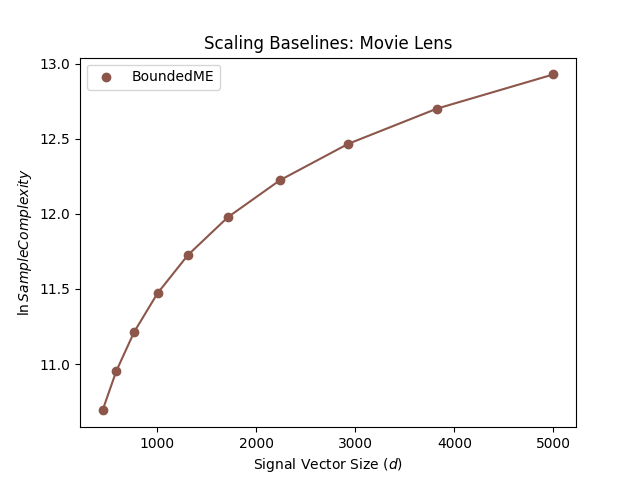 Scaling Baselines: Movie Lens
BoundedME
13.0
12.5
12.0
11.5
11.0
ln SampleComplexity
1000 2000 3000 4000 5000
Signal Vector Size (d)